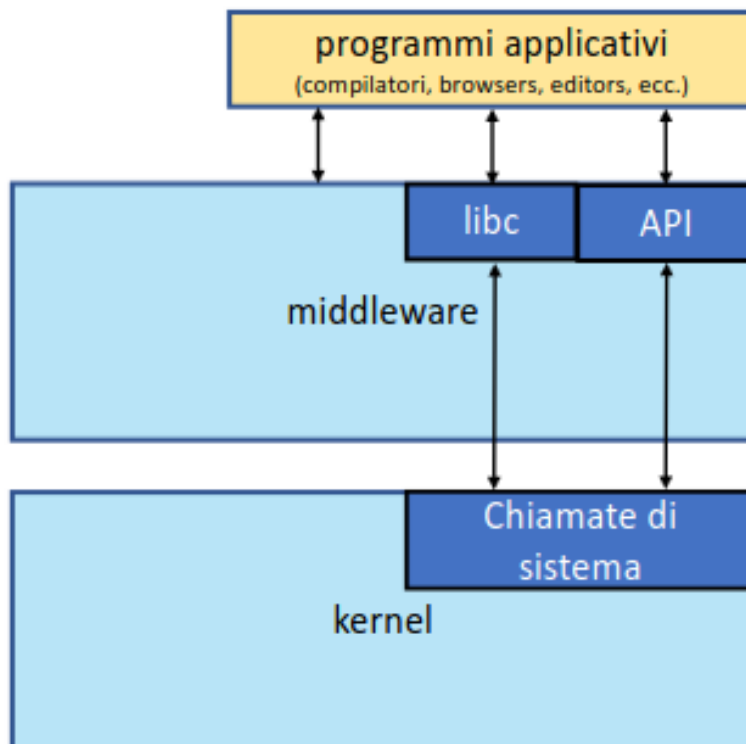 programmi applicativi
(compilatori, browsers, editors, ecc.)
libc
API
middleware
Chiamate di
sistema
kernel